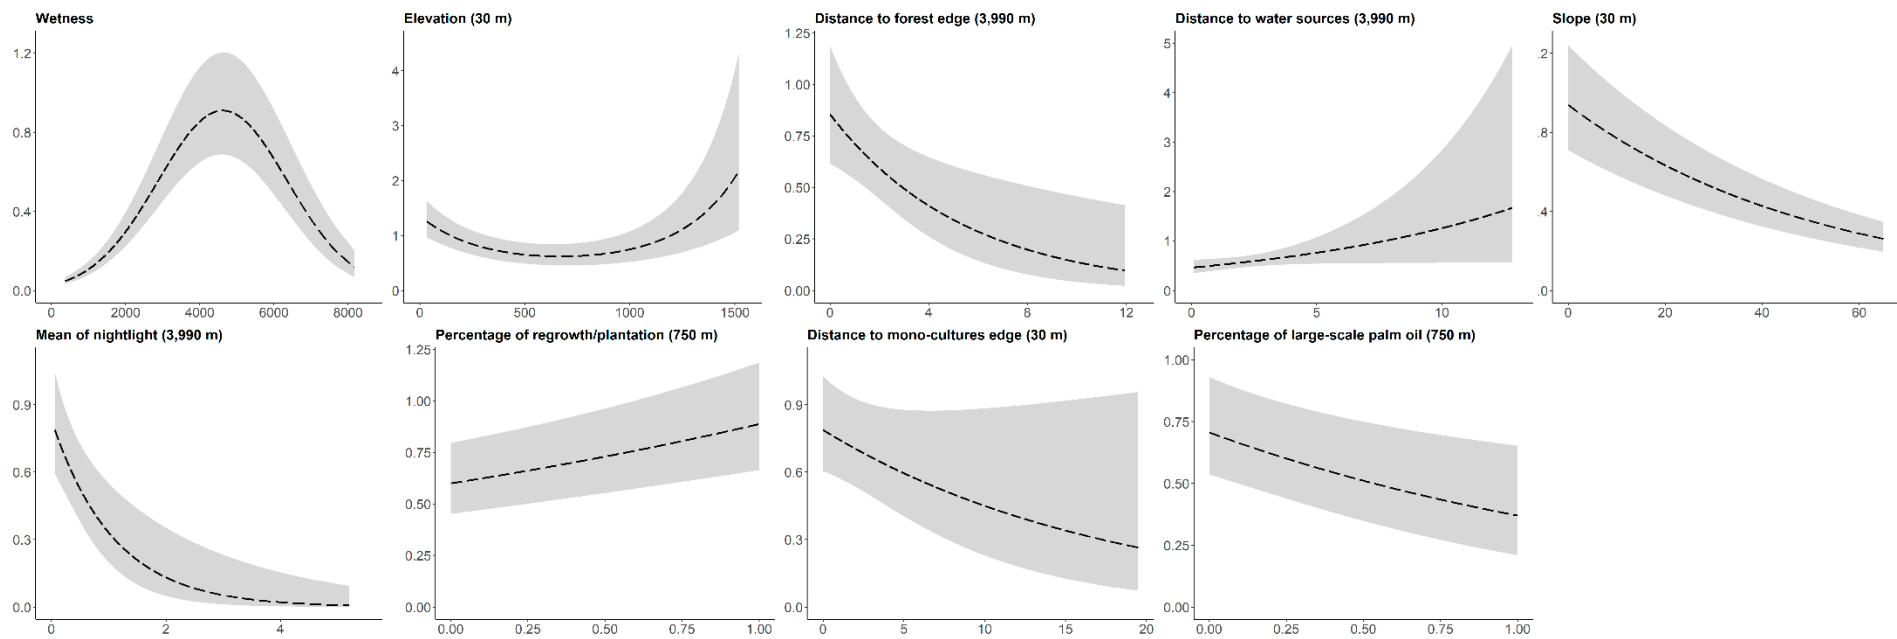 Wetness
1.2
0.8
0.4
0.0
0 2000 4000 6000 8000
Elevation (30 m)
4
3
2
1
0
0 500 1000 1500
Distance to forest edge (3,990 m)
1.25
1.00
0.75
0.50
0.25
0.00
0 4 8 12
Distance to water sources (3,990 m)
5
4
3
2
1
0
0 5 10
Slope (30 m)
.2
.8
.4
.0
0 20 40 60
Mean of nightlight (3,990 m)
0.9
0.6
0.3
0.0
0 2 4
Percentage of regrowth/plantation (750 m)
1.25
1.00
0.75
0.50
0.25
0.00
0.00 0.25 0.50 0.75 1.00
Distance to mono-cultures edge (30 m)
0.9
0.6
0.3
0.0
0 5 10 15 20
Percentage of large-scale palm oil (750 m)
1.00
0.75
0.50
0.25
0.00
0.00 0.25 0.50 0.75 1.00